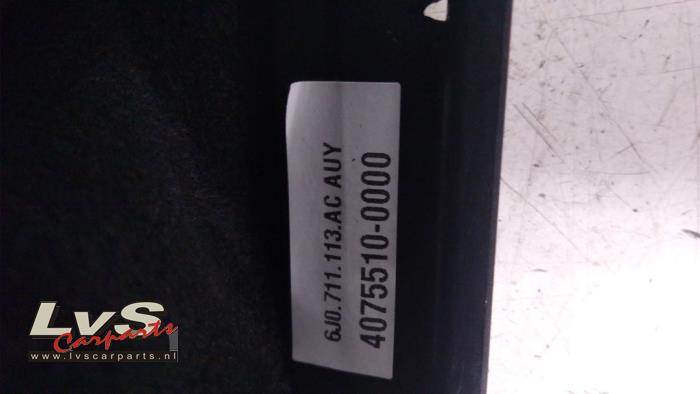 6J0.711.113.AC AUY
4075510-0000
LvS
Carparts
www.lvscarparts.nl